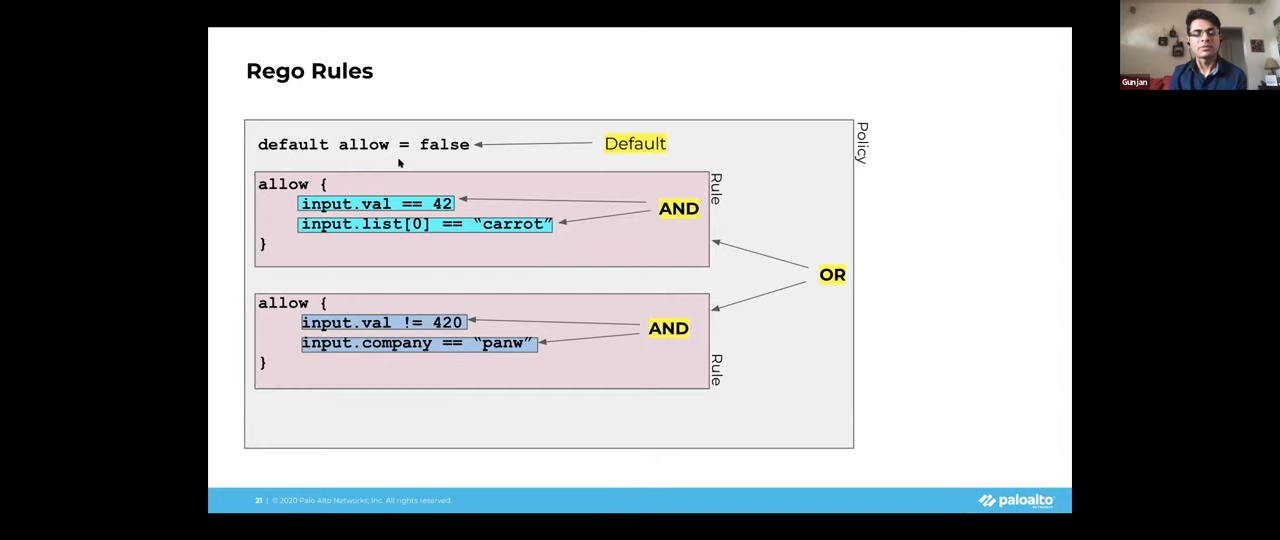 Rego Rules
default allow = false
Default
Policy
allow {
input.val == 42
input.list[0] == “carrot”
}
AND
Rule
OR
allow {
input.val != 420
input.company == “panw”
}
AND
Rule
21 | © 2020 Palo Alto Networks, Inc. All rights reserved.
paloalto
NETWORKS
Gunjan